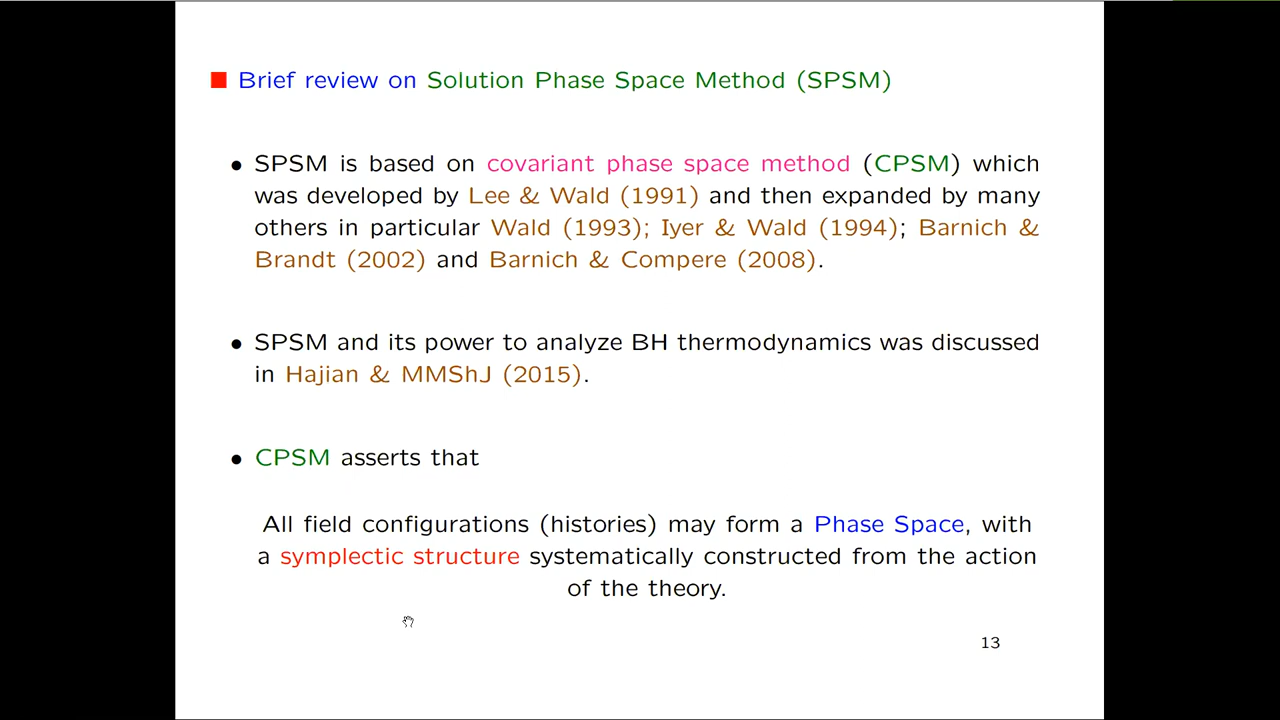 ■ Brief review on Solution Phase Space Method (SPSM)
• SPSM is based on covariant phase space method (CPSM) which
was developed by Lee & Wald (1991) and then expanded by many
others in particular Wald (1993); Iyer & Wald (1994); Barnich &
Brandt (2002) and Barnich & Compere (2008).
• SPSM and its power to analyze BH thermodynamics was discussed
in Hajian & MMShJ (2015).
• CPSM asserts that
All field configurations (histories) may form a Phase Space, with
a symplectic structure systematically constructed from the action
of the theory.
13